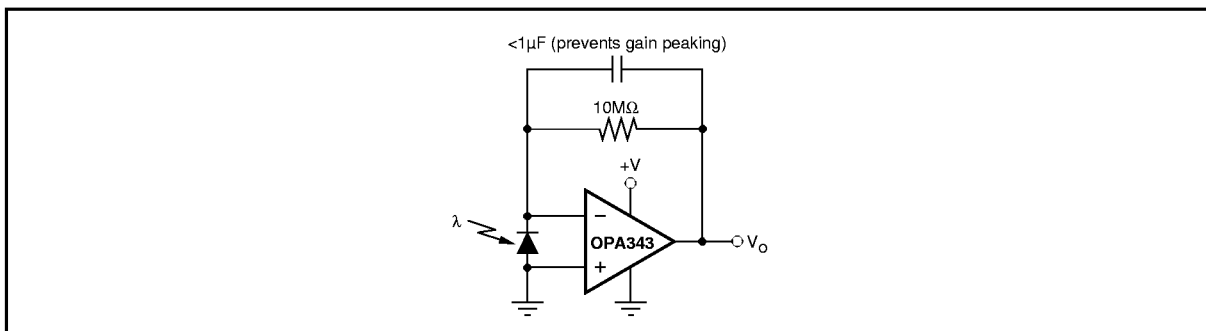 <1µF (prevents gain peaking)
10MΩ
+V
λ
−
OPA343
+
VO